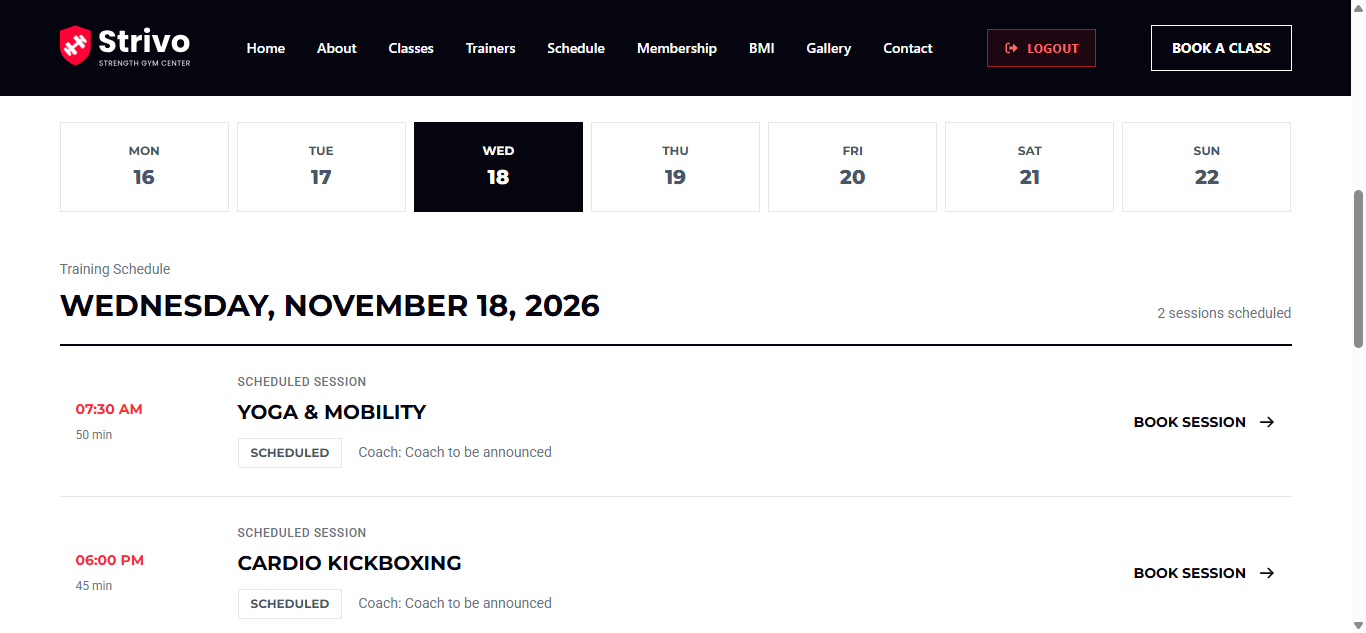 Strivo
STRENGTH GYM CENTER
Home About Classes Trainers Schedule Membership BMI Gallery Contact
LOGOUT
BOOK A CLASS
MON TUE WED THU FRI SAT SUN
16 17 18 19 20 21 22
Training Schedule
WEDNESDAY, NOVEMBER 18, 2026
2 sessions scheduled
SCHEDULED SESSION
07:30 AM
YOGA & MOBILITY
BOOK SESSION
50 min
SCHEDULED
Coach: Coach to be announced
SCHEDULED SESSION
06:00 PM
CARDIO KICKBOXING
BOOK SESSION
45 min
SCHEDULED
Coach: Coach to be announced